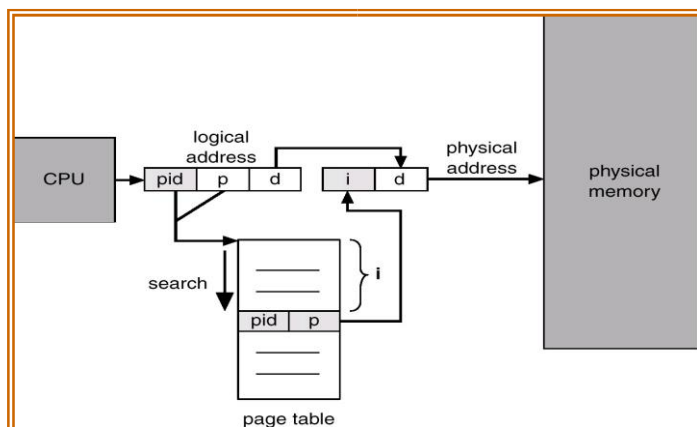 logical
address
physical
address
CPU
pid p d
i d
physical
memory
search
i
pid p
page table